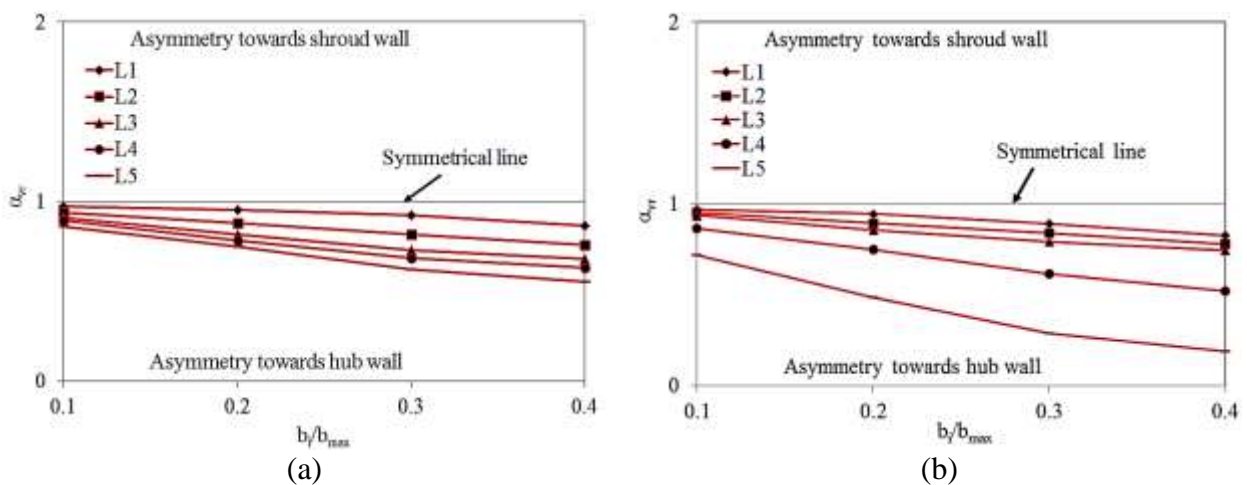 2
Asymmetry towards shroud wall
L1
L2
L3
L4
L5
Symmetrical line
1
α
Asymmetry towards hub wall
0
0.1 0.2 0.3 0.4
/b max
(a)
2
Asymmetry towards shroud wall
L1
L2
L3
L4
L5
Symmetrical line
1
α
Asymmetry towards hub wall
0
0.1 0.2 0.3 0.4
/b max
(b)